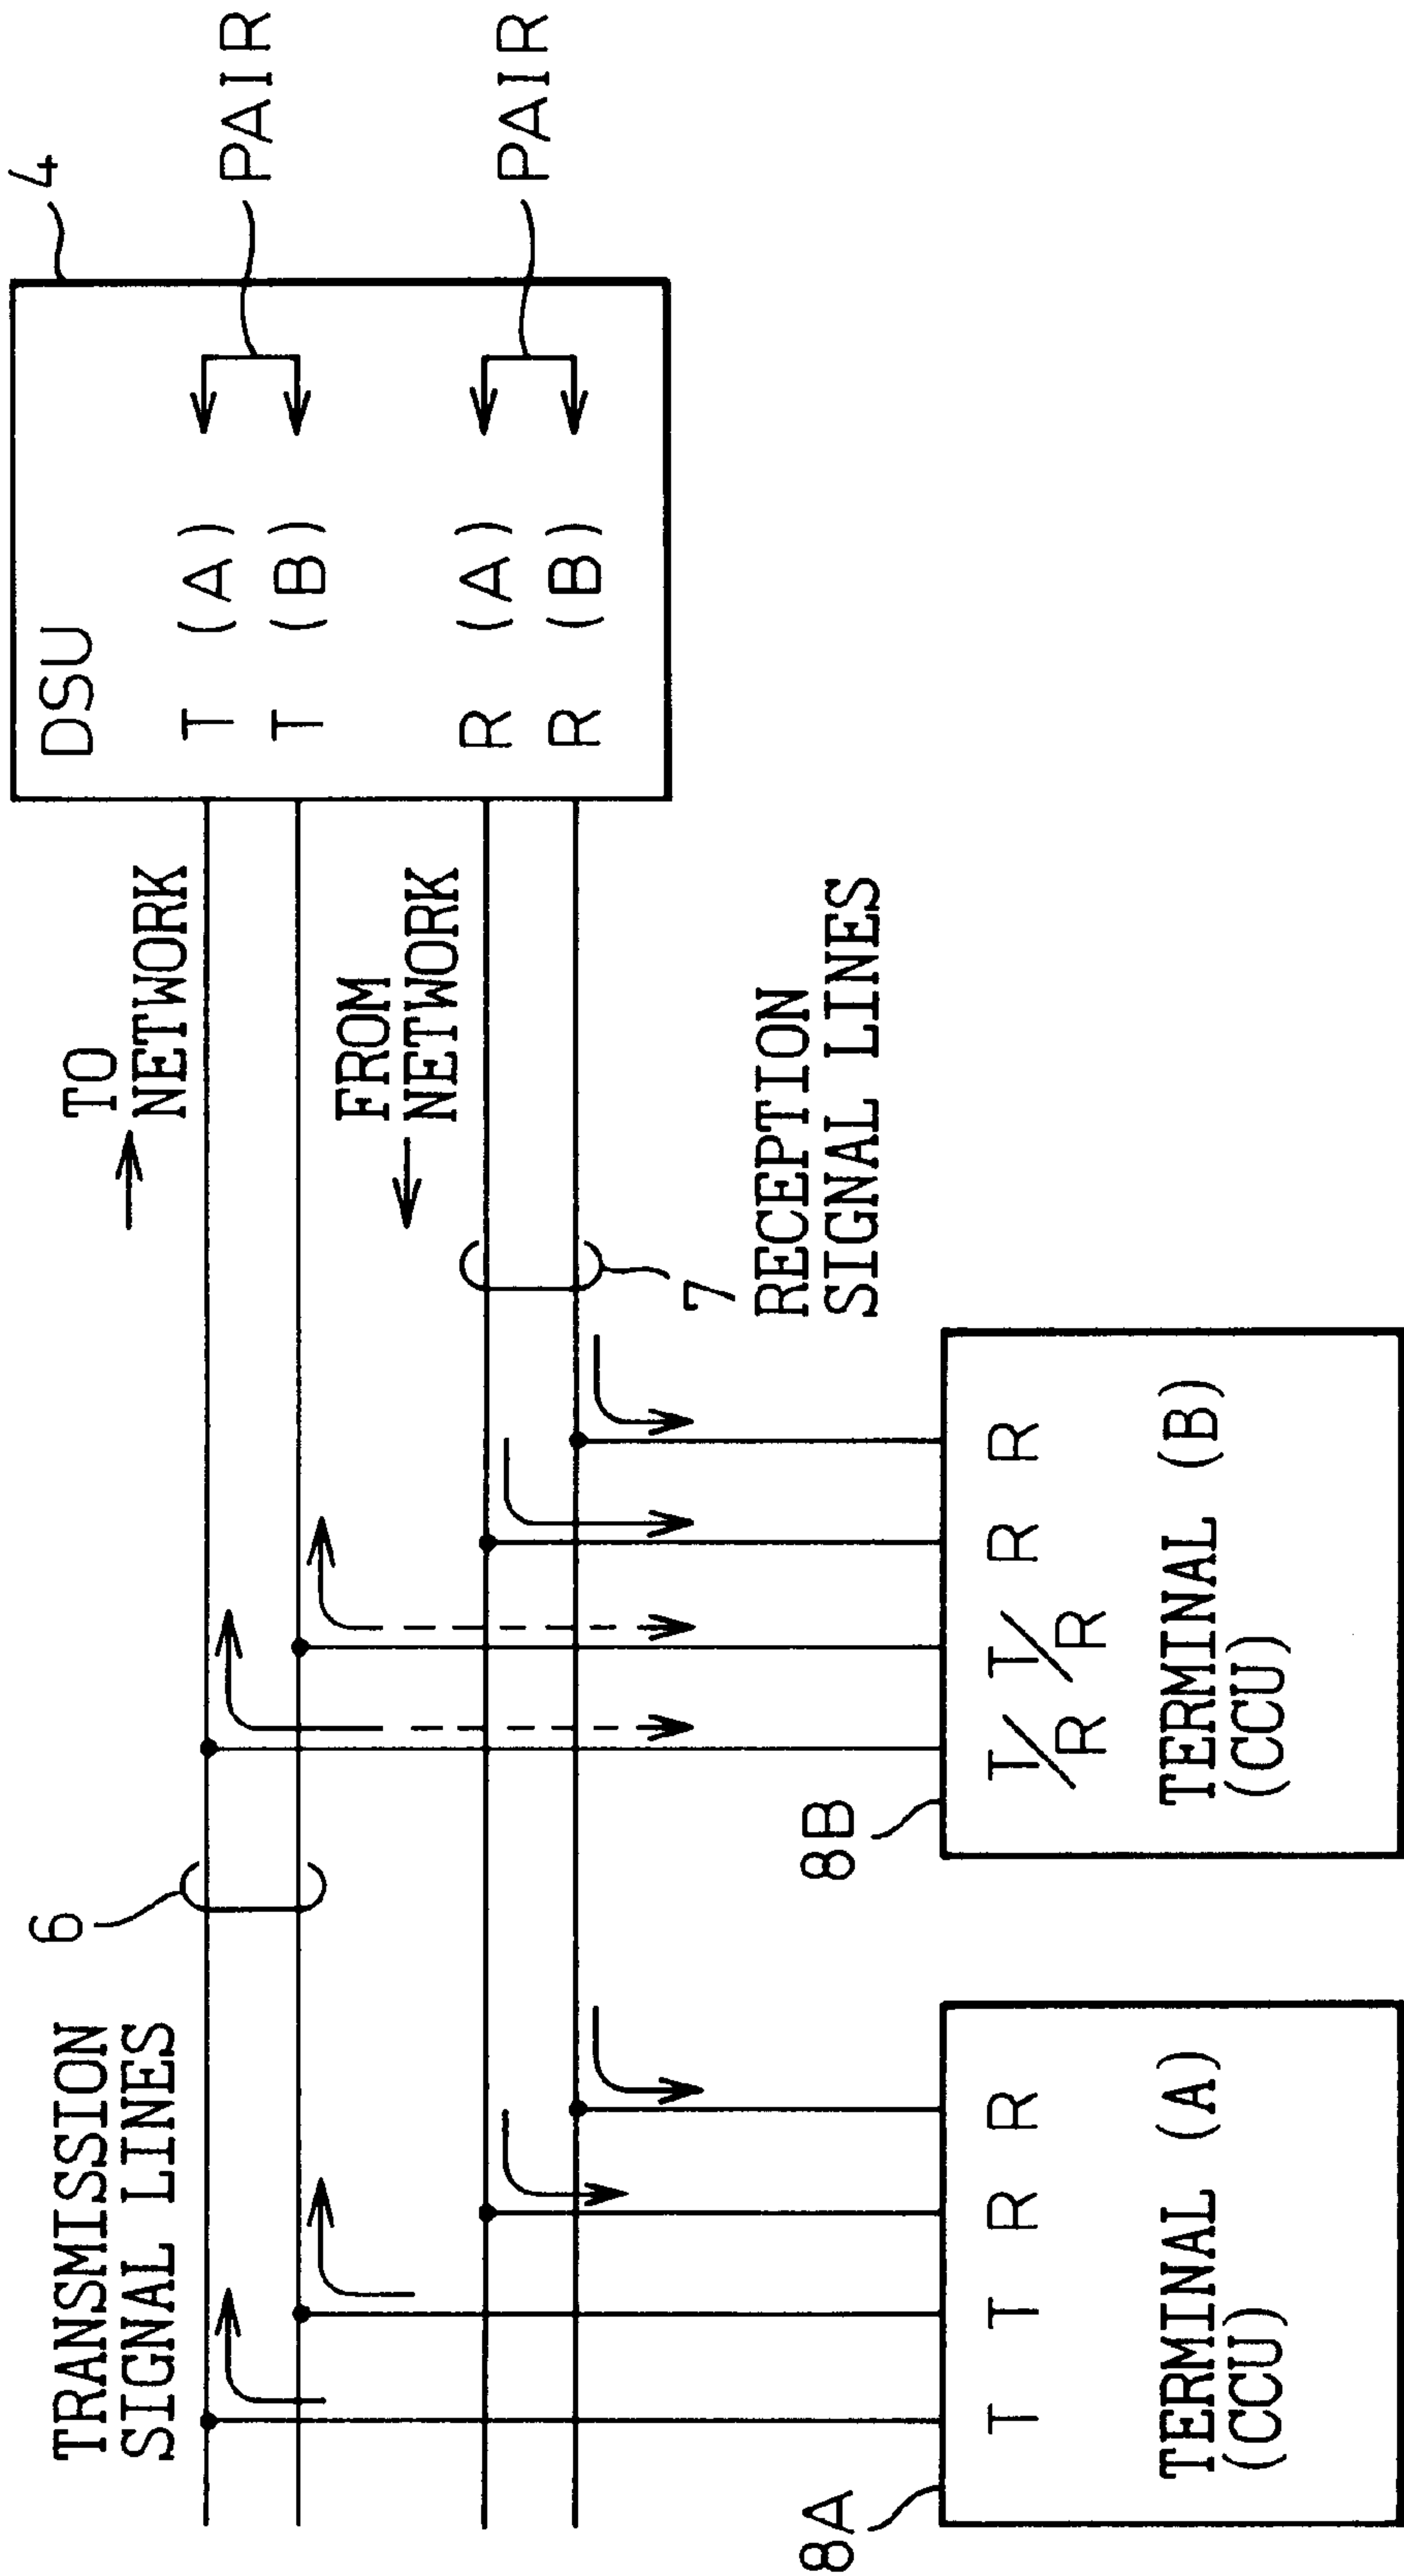 4
DSU
T (A)
T (B)
R (A)
R (B)
PAIR
PAIR
TO
NETWORK
FROM
NETWORK
6
TRANSMISSION
SIGNAL LINES
7
RECEPTION
SIGNAL LINES
8A
T T R R
TERMINAL (A)
(CCU)
8B
T/R T/R R R
TERMINAL (B)
(CCU)